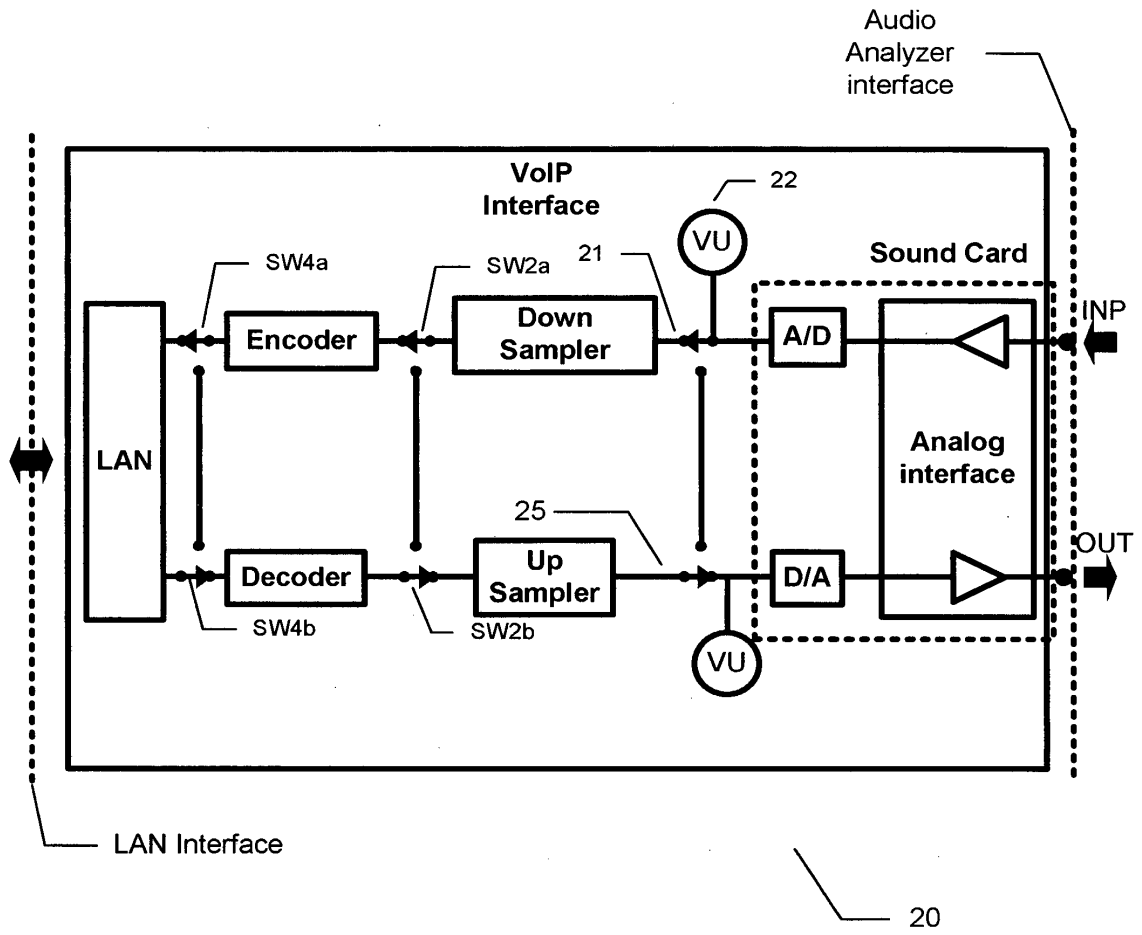 Audio
Analyzer
interface
VoIP
Interface
22
VU
SW4a
SW2a
21
Sound Card
INP
Encoder
Down
Sampler
A/D
LAN
Analog
interface
25
OUT
Decoder
Up
Sampler
D/A
SW4b
SW2b
VU
LAN Interface
20